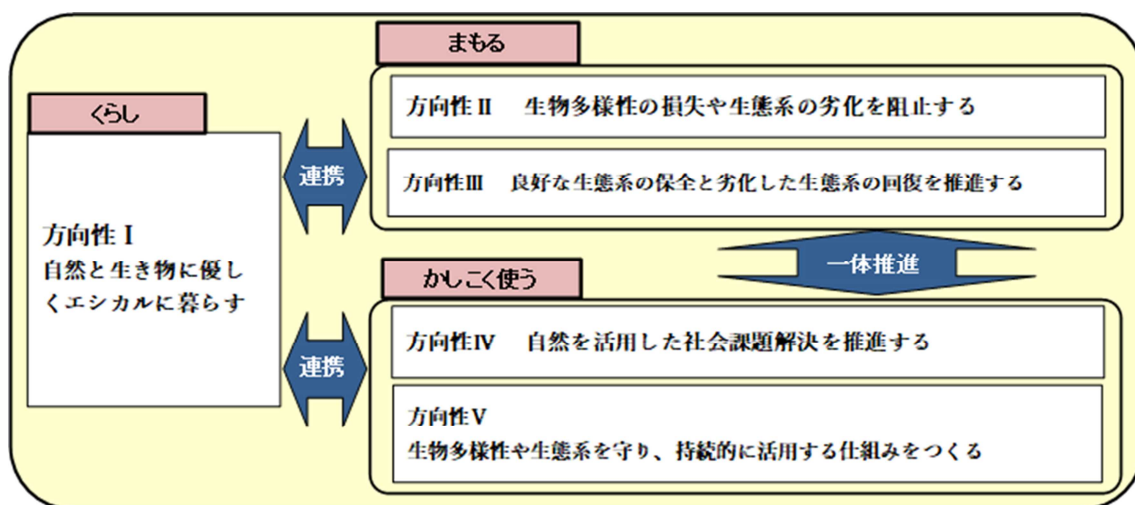 くらし
方向性Ⅰ
自然と生き物に優し
くエシカルに暮らす
連携
連携
まもる
方向性Ⅱ　生物多様性の損失や生態系の劣化を阻止する
方向性Ⅲ　良好な生態系の保全と劣化した生態系の回復を推進する
一体推進
かしこく使う
方向性Ⅳ　自然を活用した社会課題解決を推進する
方向性Ⅴ
生物多様性や生態系を守り、持続的に活用する仕組みをつくる